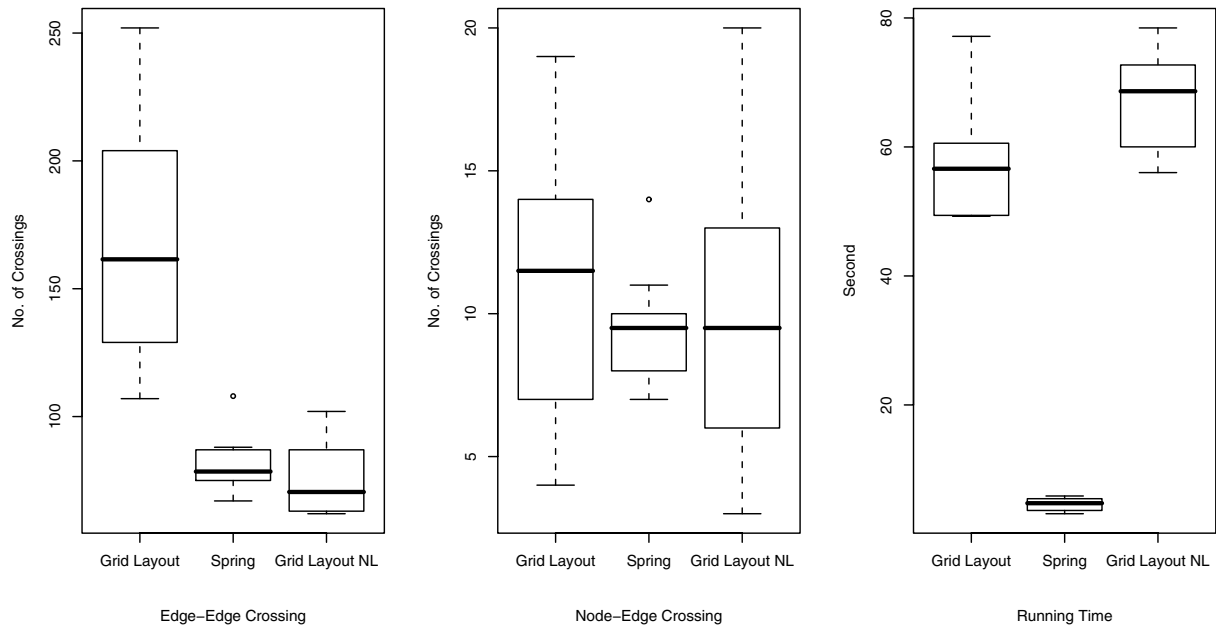 No. of Crossings
250
200
150
100
Grid Layout
Spring
Grid Layout NL
Edge−Edge Crossing
No. of Crossings
20
15
10
5
Grid Layout
Spring
Grid Layout NL
Node−Edge Crossing
Second
80
60
40
20
Grid Layout
Spring
Grid Layout NL
Running Time